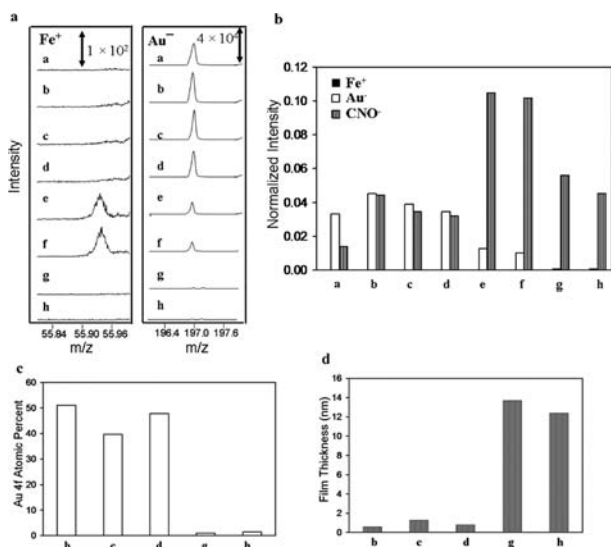 a
Fe⁺
1 × 10²
a
b
c
d
e
f
g
h
55.84 55.90 55.96
m/z
Intensity
Au⁻
4 × 10⁴
a
b
c
d
e
f
g
h
196.4 197.0 197.6
m/z
b
Normalized Intensity
0.12
0.10
0.08
0.06
0.04
0.02
0.00
Fe⁺
Au⁻
CNO⁻
a b c d e f g h
c
Au 4f Atomic Percent
60
50
40
30
20
10
0
b c d g h
d
Film Thickness (nm)
16
14
12
10
8
6
4
2
0
b c d g h